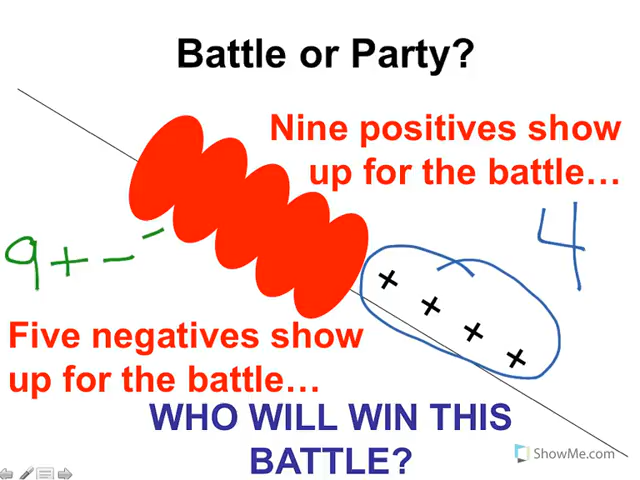 Battle or Party?
Nine positives show
up for the battle…
4
9 + - -
+ + + +
Five negatives show
up for the battle…
WHO WILL WIN THIS
BATTLE?
ShowMe.com